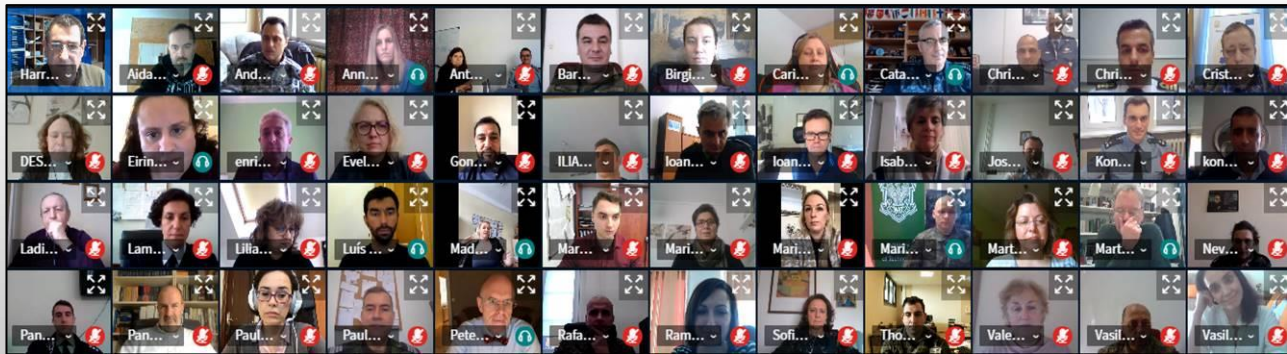 Harr... Aida... And... Ann... Ant... Bar... Birgi... Cari... Cata... Chri... Chri... Crist...
DES... Eirin... enri... Evel... Gon... ILIA... Ioan... Ioan... Isab... Jos... Kon... kon...
Ladi... Lam... Lilia... Luís ... Mad... Mar... Mari... Mari... Mari... Mart... Mart... Nev...
Pan... Pan... Paul... Paul... Pete... Rafa... Ram... Sofi... Tho... Vale... Vasil... Vasil...